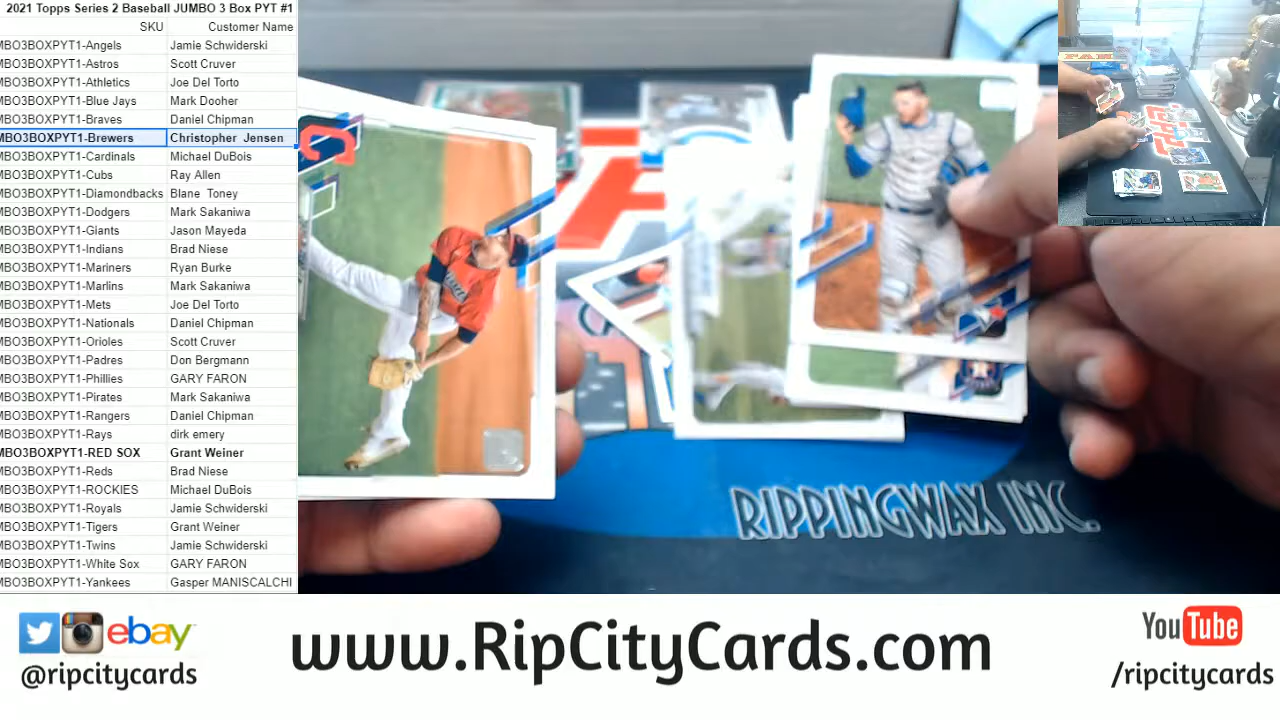 2021 Topps Series 2 Baseball JUMBO 3 Box PYT #1
SKU Customer Name
MBO3BOXPYT1-Angels Jamie Schwiderski
MBO3BOXPYT1-Astros Scott Cruver
MBO3BOXPYT1-Athletics Joe Del Torto
MBO3BOXPYT1-Blue Jays Mark Dooher
MBO3BOXPYT1-Braves Daniel Chipman
MBO3BOXPYT1-Brewers Christopher Jensen
MBO3BOXPYT1-Cardinals Michael DuBois
MBO3BOXPYT1-Cubs Ray Allen
MBO3BOXPYT1-Diamondbacks Blane Toney
MBO3BOXPYT1-Dodgers Mark Sakaniwa
MBO3BOXPYT1-Giants Jason Mayeda
MBO3BOXPYT1-Indians Brad Niese
MBO3BOXPYT1-Mariners Ryan Burke
MBO3BOXPYT1-Marlins Mark Sakaniwa
MBO3BOXPYT1-Mets Joe Del Torto
MBO3BOXPYT1-Nationals Daniel Chipman
MBO3BOXPYT1-Orioles Scott Cruver
MBO3BOXPYT1-Padres Don Bergmann
MBO3BOXPYT1-Phillies GARY FARON
MBO3BOXPYT1-Pirates Mark Sakaniwa
MBO3BOXPYT1-Rangers Daniel Chipman
MBO3BOXPYT1-Rays dirk emery
MBO3BOXPYT1-RED SOX Grant Weiner
MBO3BOXPYT1-Reds Brad Niese
MBO3BOXPYT1-ROCKIES Michael DuBois
MBO3BOXPYT1-Royals Jamie Schwiderski
MBO3BOXPYT1-Tigers Grant Weiner
MBO3BOXPYT1-Twins Jamie Schwiderski
MBO3BOXPYT1-White Sox GARY FARON
MBO3BOXPYT1-Yankees Gasper MANISCALCHI
RIPPINGWAX INC.
ebay
@ripcitycards
www.RipCityCards.com
YouTube
/ripcitycards